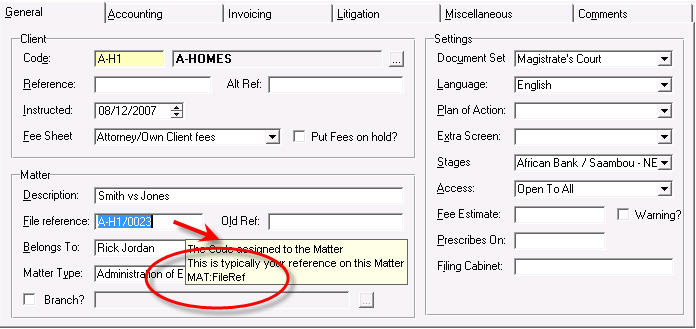 General Accounting Invoicing Litigation Miscellaneous Comments
Client
Code: A-H1 A-HOMES ...
Reference: Alt Ref:
Instructed: 08/12/2007
Fee Sheet Attorney/Own Client fees Put Fees on hold?
Matter
Description: Smith vs Jones
File reference: A-H1/0023 Old Ref:
Belongs To: Rick Jordan
Matter Type: Administration of E
The Code assigned to the Matter
This is typically your reference on this Matter
MAT:FileRef
Branch? ...
Settings
Document Set Magistrate's Court
Language: English
Plan of Action:
Extra Screen:
Stages African Bank / Saambou - NE
Access: Open To All
Fee Estimate: Warning?
Prescribes On:
Filing Cabinet: